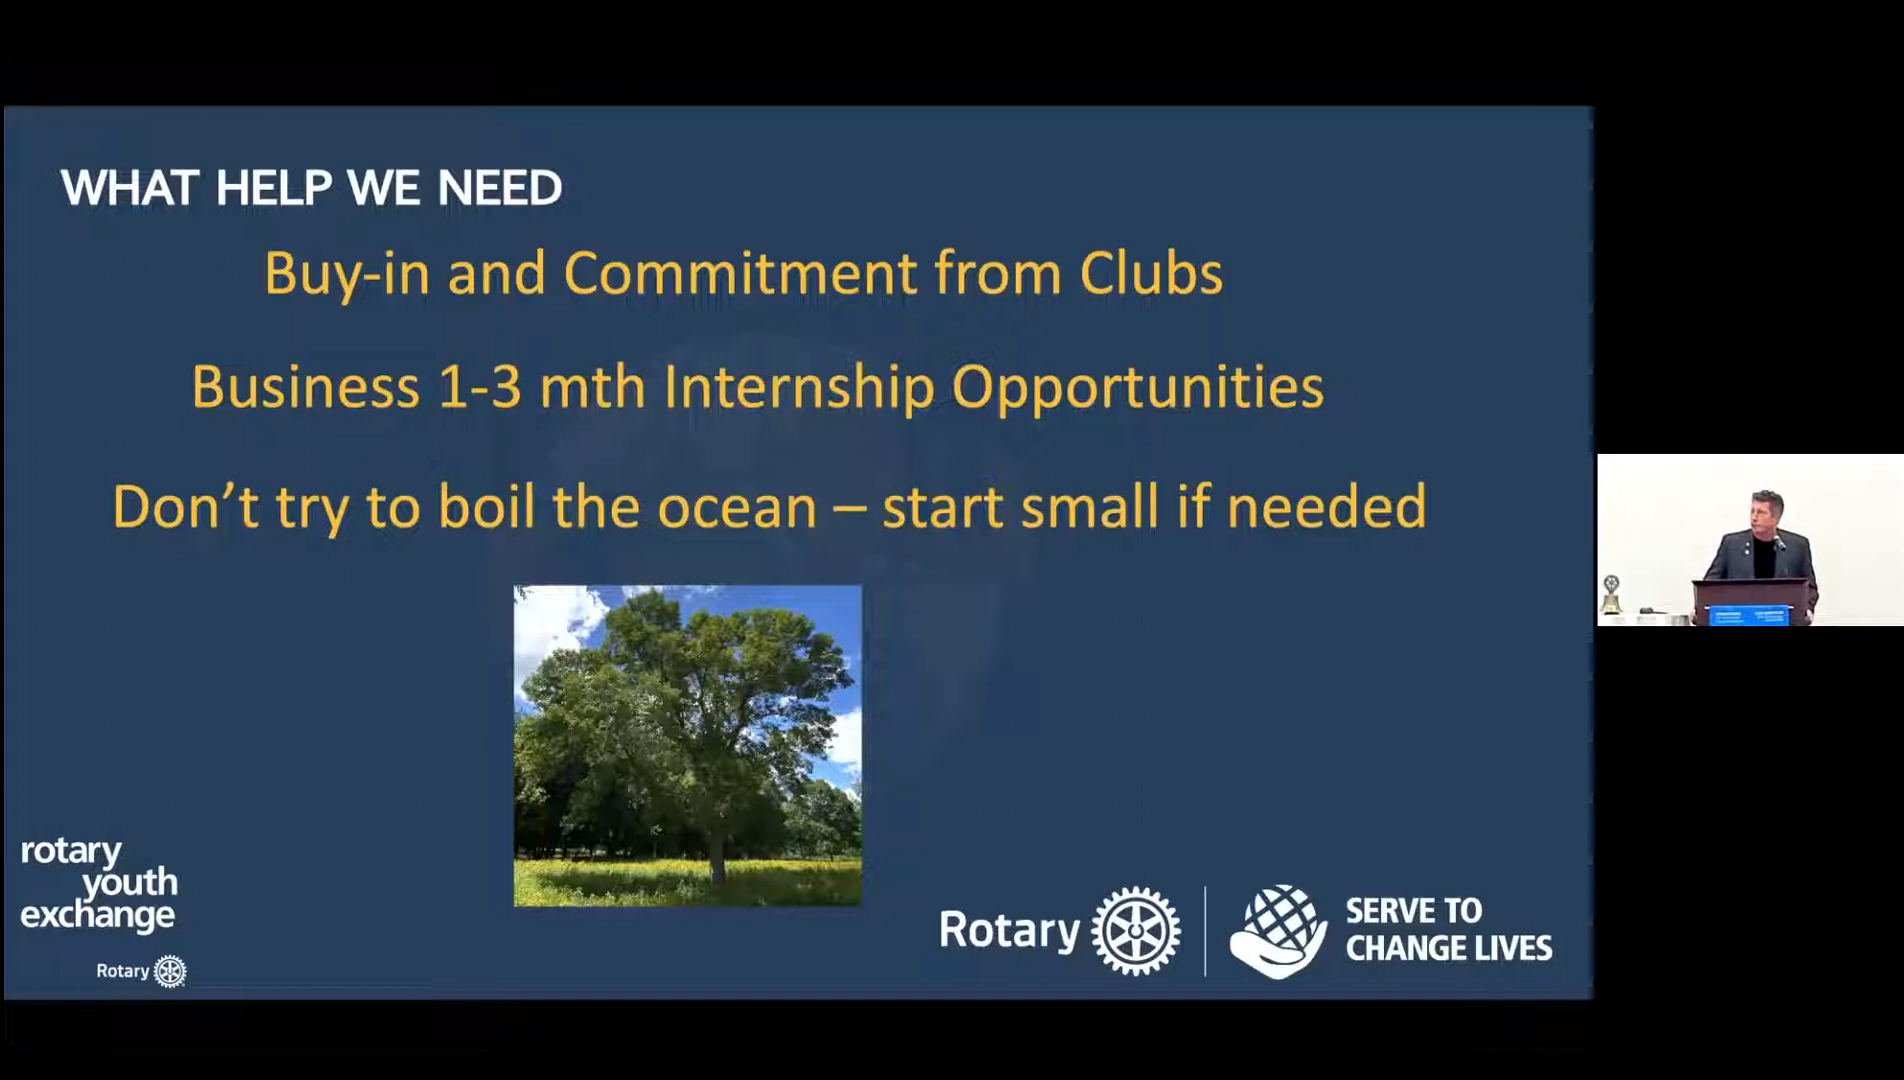 WHAT HELP WE NEED
Buy-in and Commitment from Clubs
Business 1-3 mth Internship Opportunities
Don’t try to boil the ocean – start small if needed
rotary
youth
exchange
Rotary
Rotary
SERVE TO
CHANGE LIVES